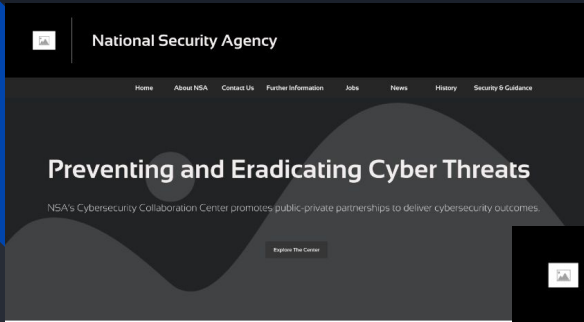 National Security Agency
Home About NSA Contact Us Further Information Jobs News History Security & Guidance
Preventing and Eradicating Cyber Threats
NSA's Cybersecurity Collaboration Center promotes public-private partnerships to deliver cybersecurity outcomes.
Explore The Center